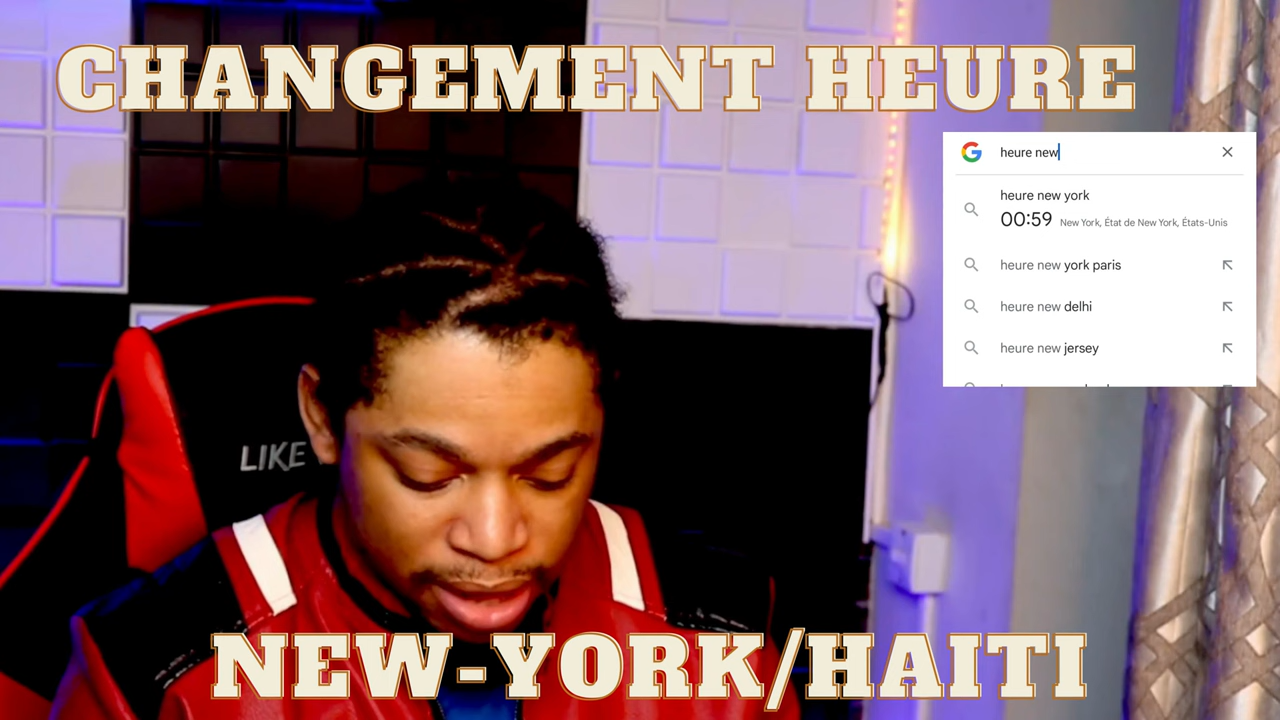 CHANGEMENT HEURE
heure new
heure new york
00:59 New York, État de New York, États-Unis
heure new york paris
heure new delhi
heure new jersey
LIKE
NEW-YORK/HAITI